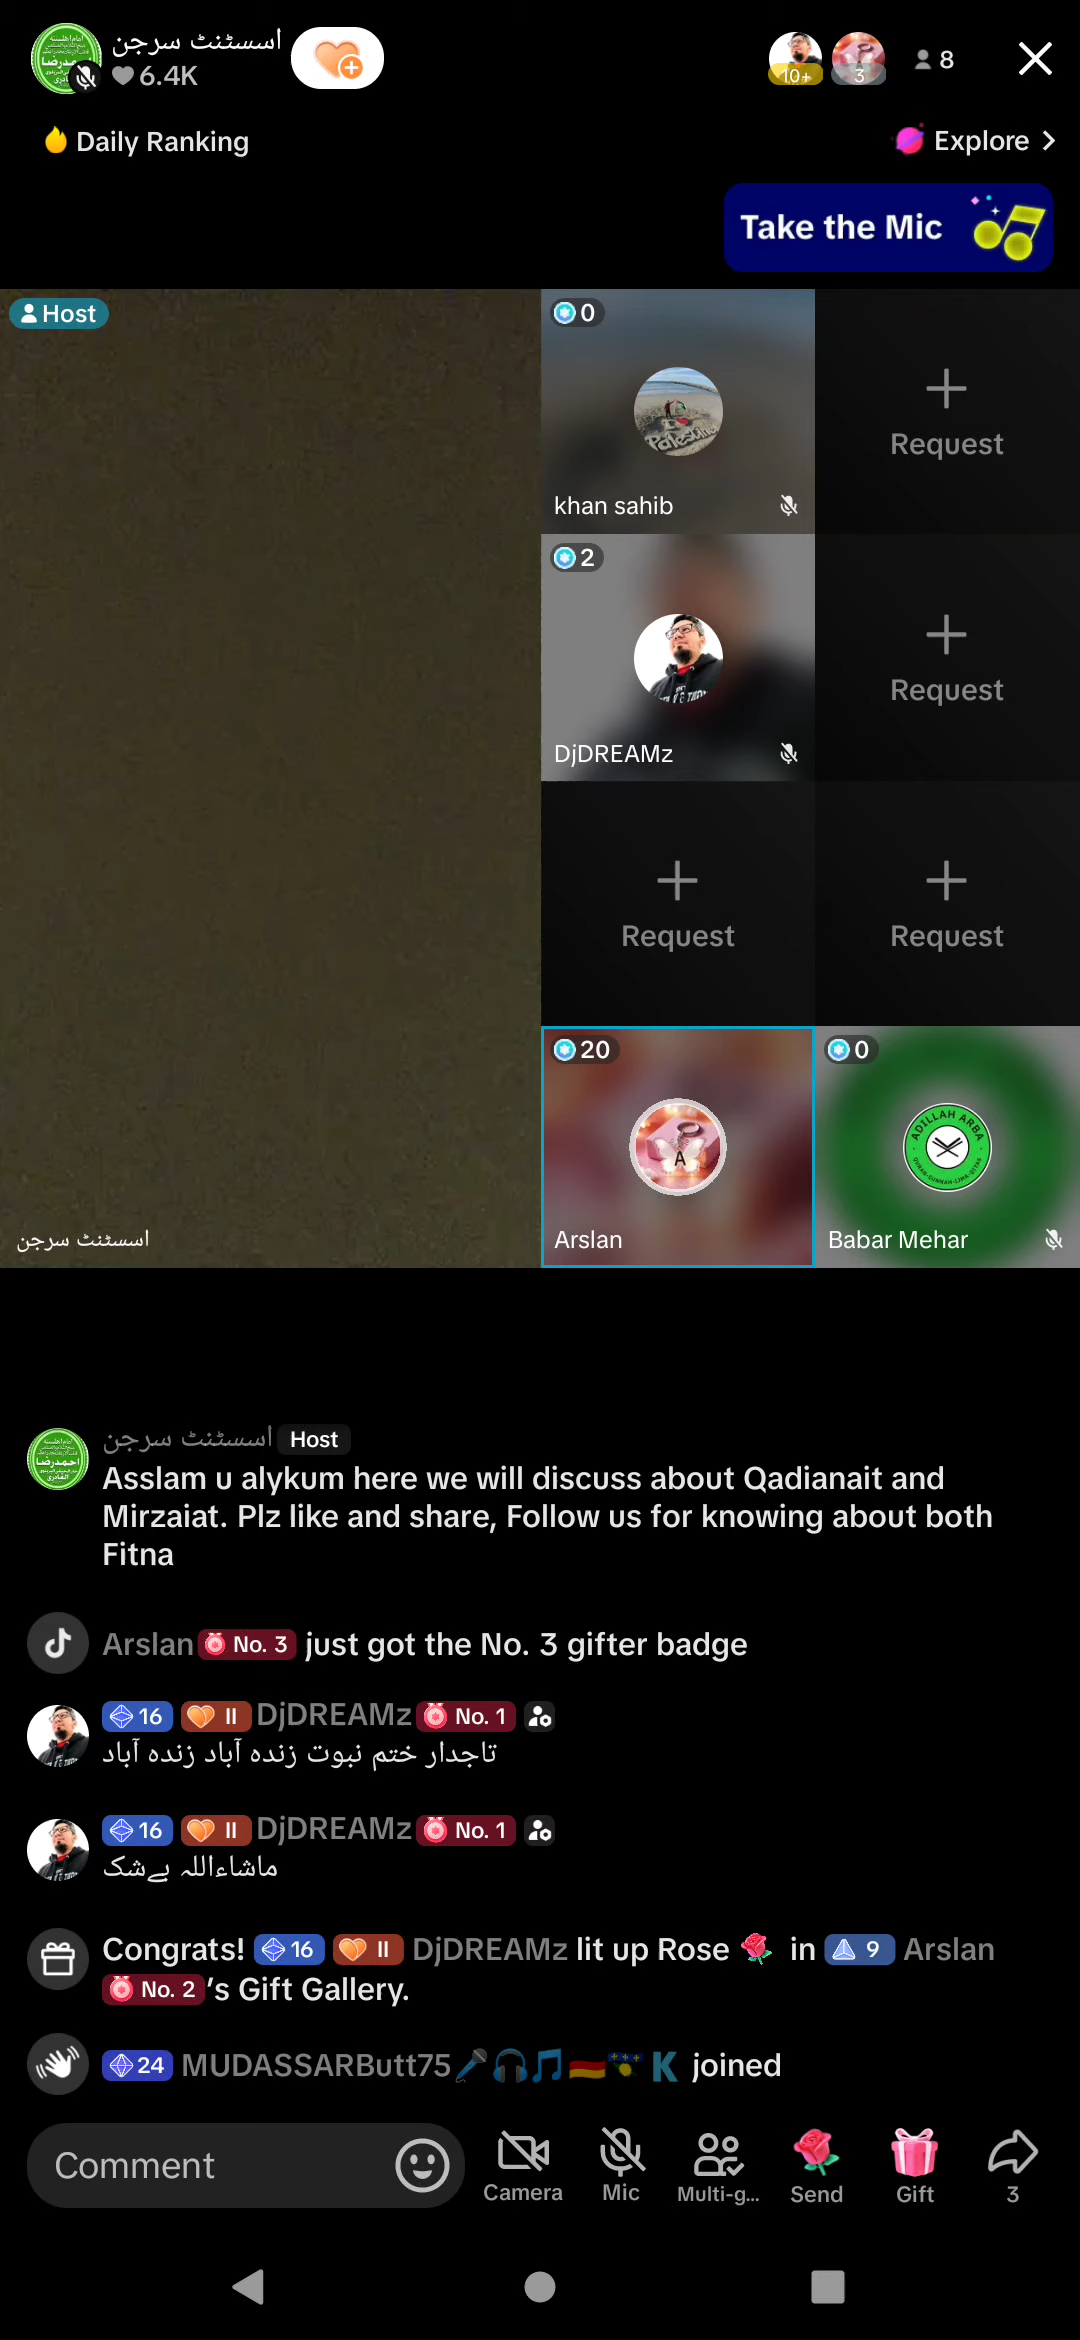 اسسٹنٹ سرجن
6.4K
10+
3
8
Daily Ranking
Explore
Take the Mic
Host
0
khan sahib
Request
2
DjDREAMz
Request
Request
Request
اسسٹنٹ سرجن
20
A
Arslan
0
ADILLAH ARBA
Babar Mehar
اسسٹنٹ سرجن Host
Asslam u alykum here we will discuss about Qadianait and
Mirzaiat. Plz like and share, Follow us for knowing about both
Fitna
Arslan No. 3 just got the No. 3 gifter badge
16 II DjDREAMz No. 1
تاجدار ختم نبوت زندہ آباد زندہ آباد
16 II DjDREAMz No. 1
ماشاءاللہ بےشک
Congrats! 16 II DjDREAMz lit up Rose 🌹 in 9 Arslan
No. 2 's Gift Gallery.
24 MUDASSARButt75🎤🎧🎵🇩🇪🇬🇵 K joined
Comment
Camera
Mic
Multi-g...
Send
Gift
3